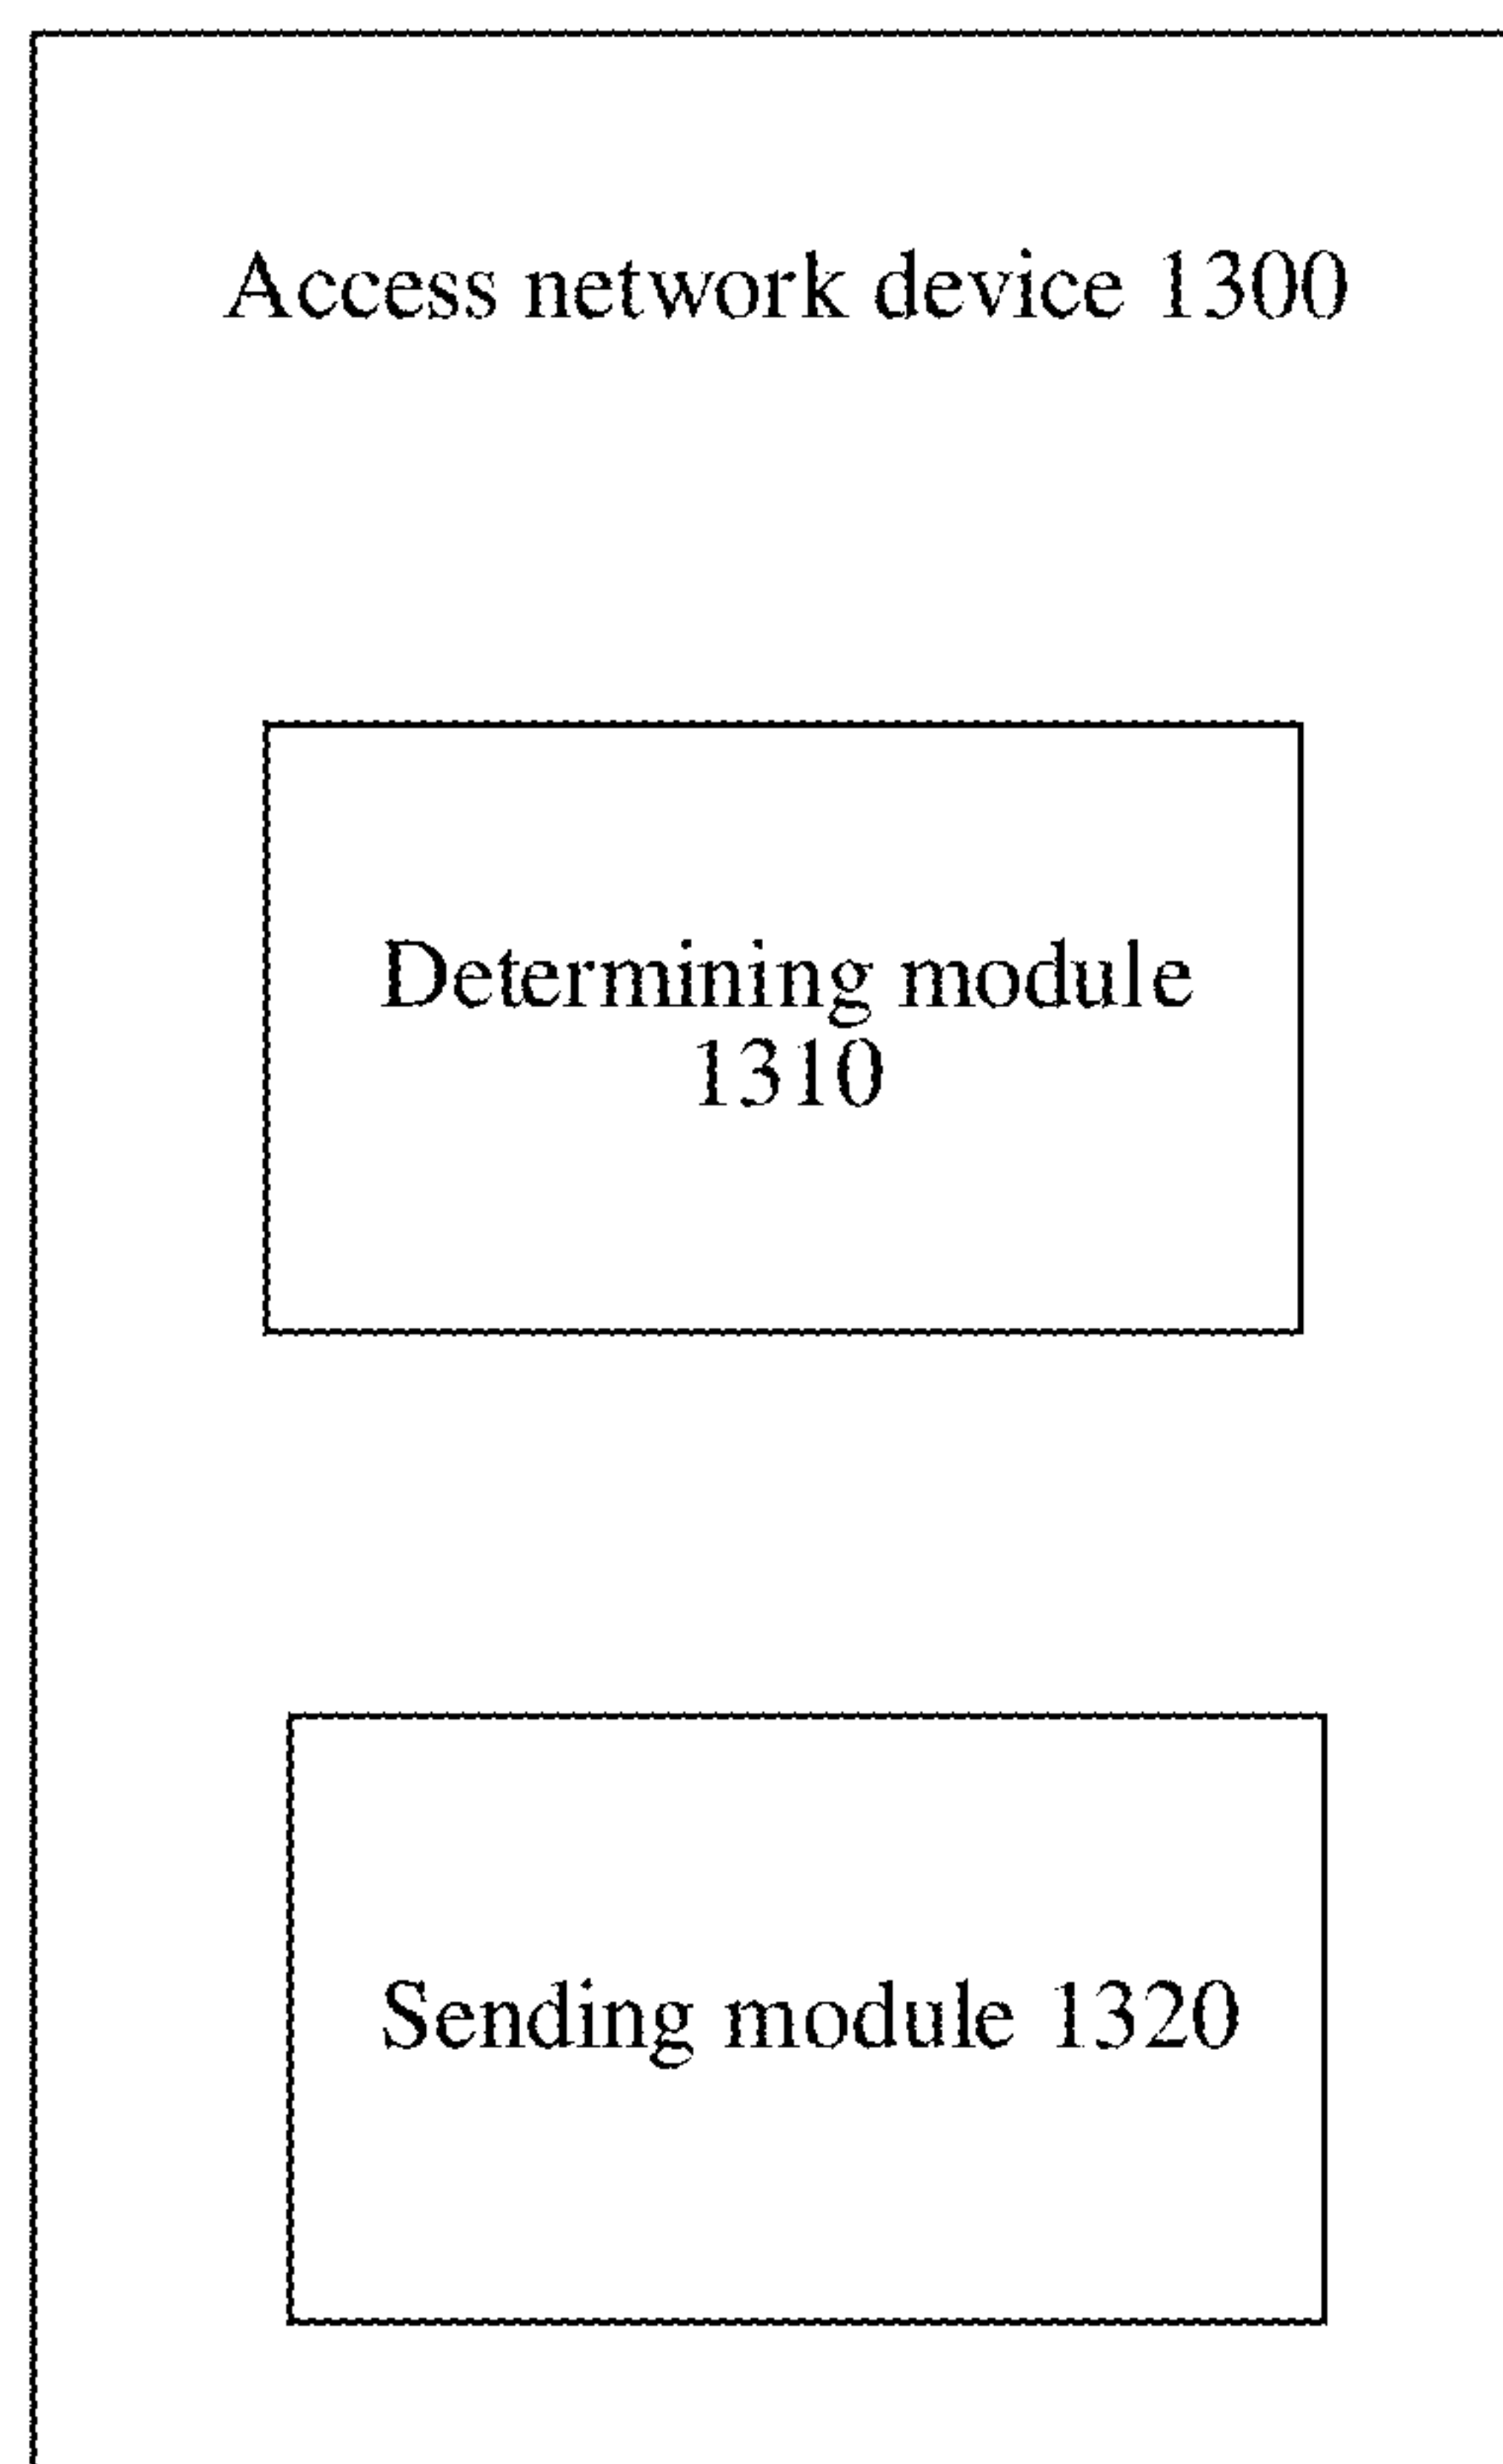 Access network device 1300
Determining module
1310
Sending module 1320